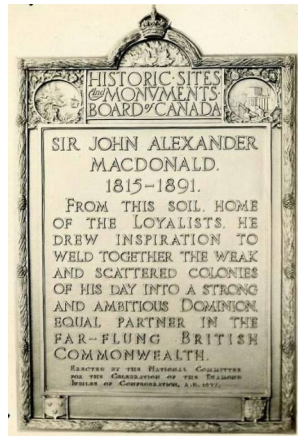 HISTORIC·SITES
and MONVMENTS·
BOARD of CANADA
SIR JOHN ALEXANDER
MACDONALD.
1815–1891.
FROM THIS SOIL, HOME
OF THE LOYALISTS, HE
DREW INSPIRATION TO
WELD TOGETHER THE WEAK
AND SCATTERED COLONIES
OF HIS DAY INTO A STRONG
AND AMBITIOUS DOMINION,
EQUAL PARTNER IN THE
FAR-FLUNG BRITISH
COMMONWEALTH.
ERECTED BY THE NATIONAL COMMITTEE
FOR THE CELEBRATION OF THE DIAMOND
JUBILEE OF CONFEDERATION, A.D. 1927.